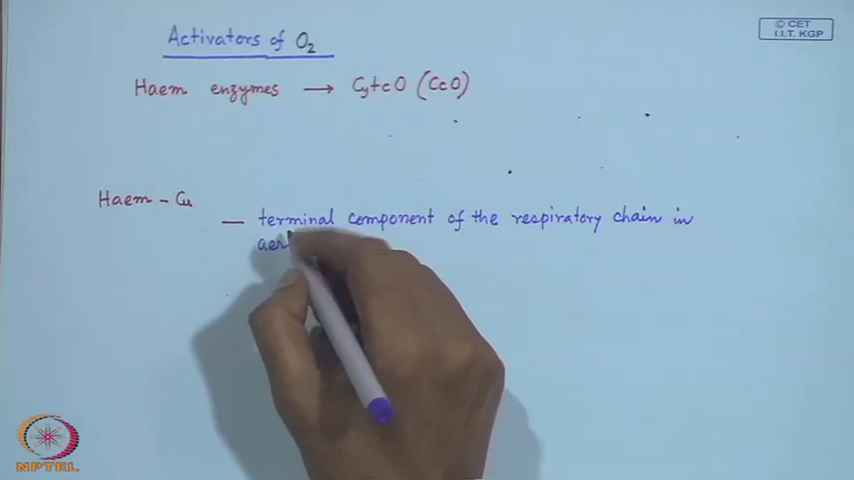 © CET
I.I.T. KGP
Activators of O₂
Haem enzymes → CytcO (CcO)
Haem - Cu
— terminal component of the respiratory chain in
NPTEL